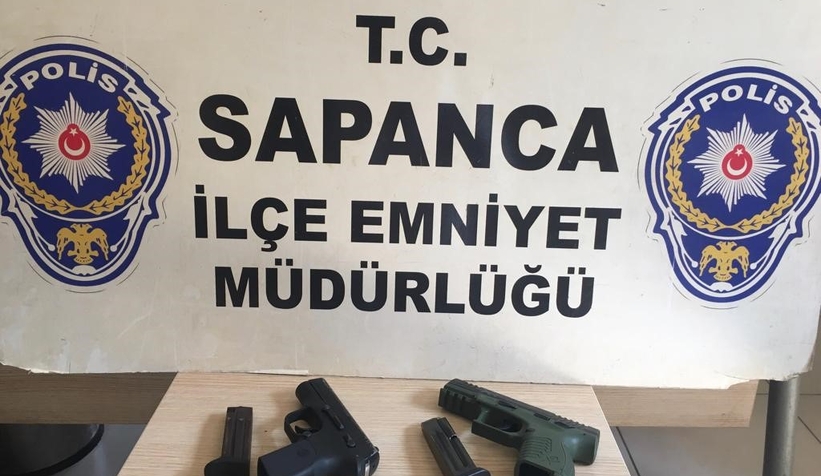 T.C.
SAPANCA
İLÇE EMNİYET
MÜDÜRLÜĞÜ
POLİS
POLİS